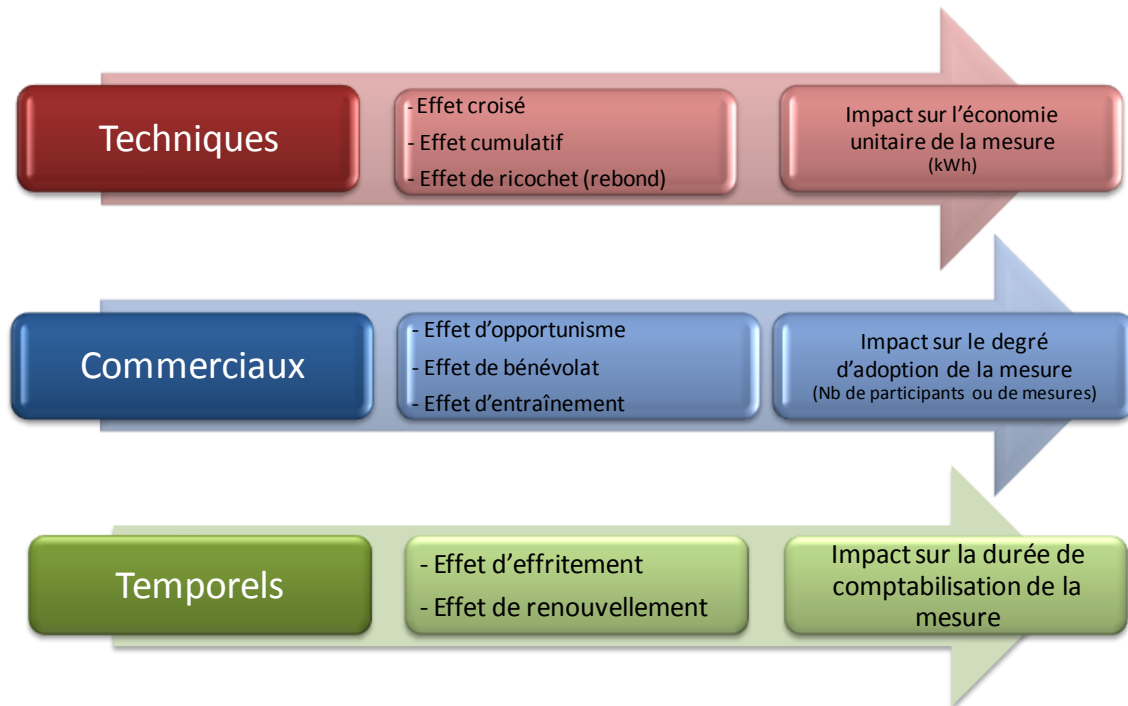 Techniques
- Effet croisé
- Effet cumulatif
- Effet de ricochet (rebond)
Impact sur l'économie
unitaire de la mesure
(kWh)
Commerciaux
- Effet d'opportunisme
- Effet de bénévolat
- Effet d'entraînement
Impact sur le degré
d'adoption de la mesure
(Nb de participants ou de mesures)
Temporels
- Effet d'effritement
- Effet de renouvellement
Impact sur la durée de
comptabilisation de la
mesure